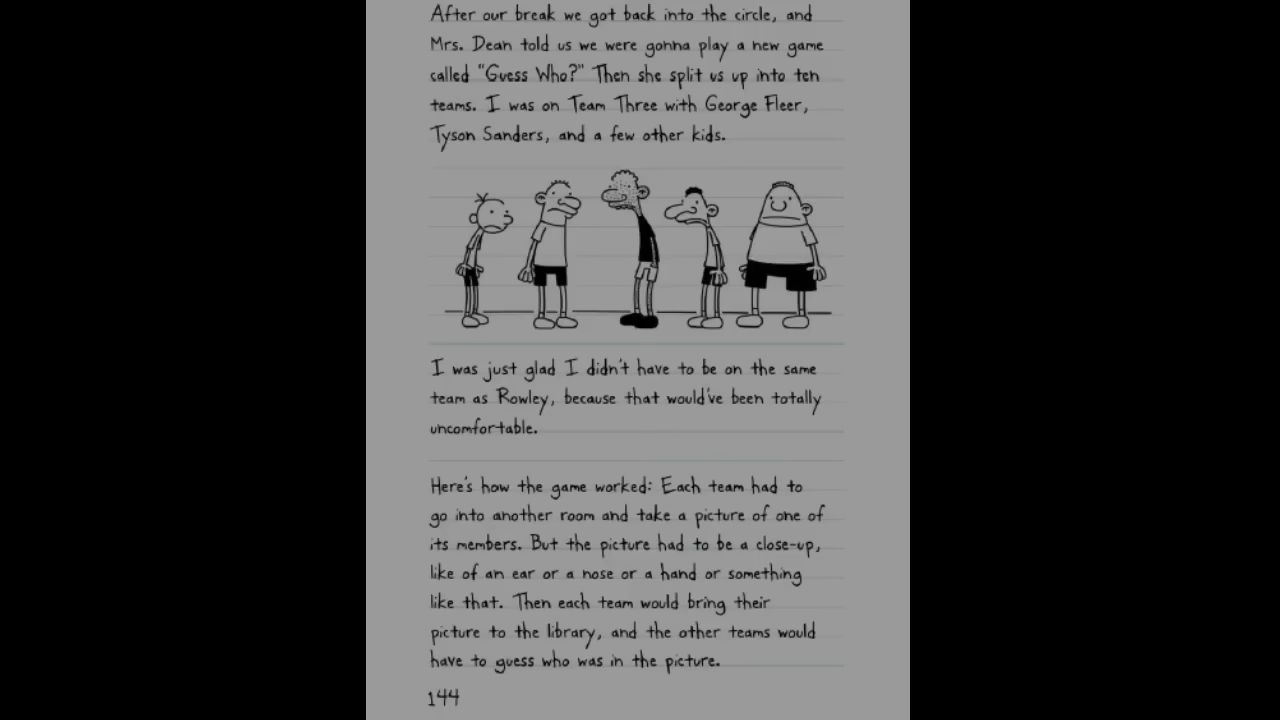 After our break we got back into the circle, and
Mrs. Dean told us we were gonna play a new game
called "Guess Who?" Then she split us up into ten
teams. I was on Team Three with George Fleer,
Tyson Sanders, and a few other kids.
I was just glad I didn't have to be on the same
team as Rowley, because that would've been totally
uncomfortable.
Here's how the game worked: Each team had to
go into another room and take a picture of one of
its members. But the picture had to be a close-up,
like of an ear or a nose or a hand or something
like that. Then each team would bring their
picture to the library, and the other teams would
have to guess who was in the picture.
144